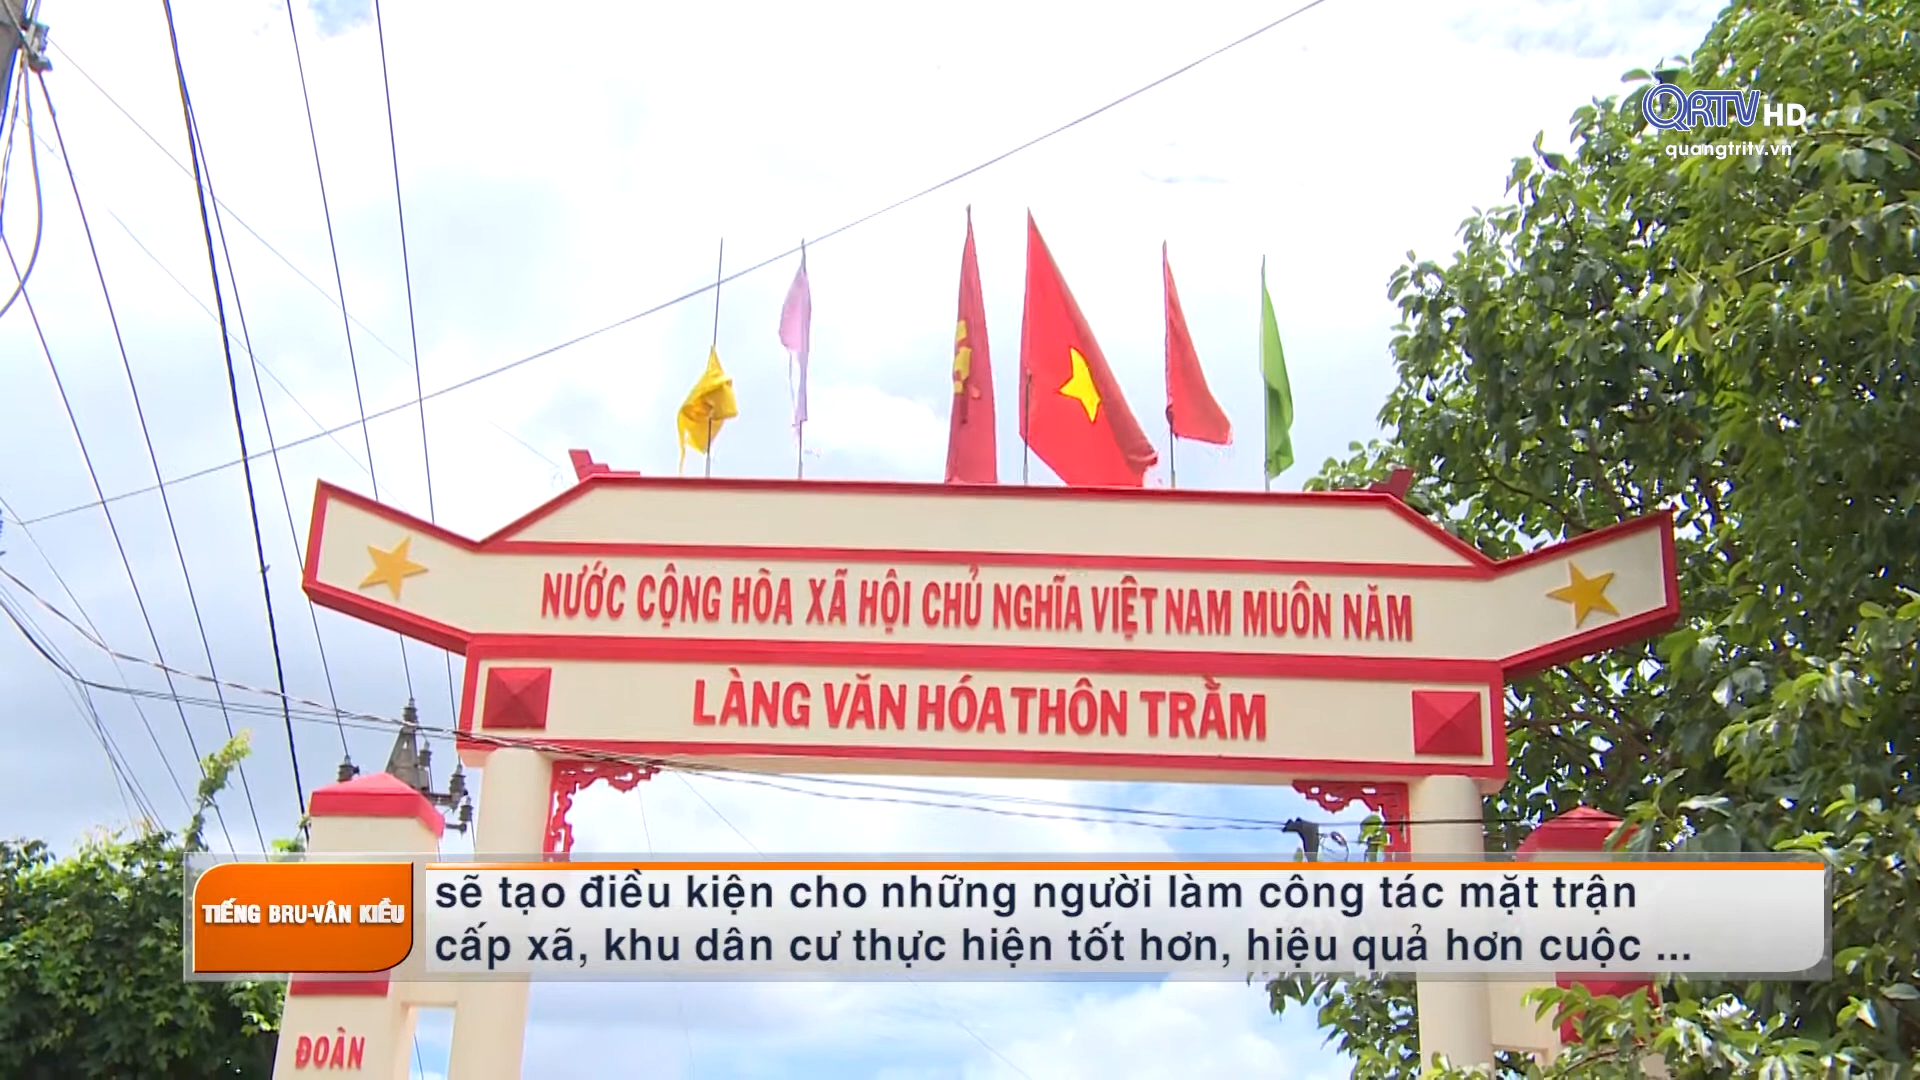 QRTV HD
quangtritv.vn
NƯỚC CỘNG HÒA XÃ HỘI CHỦ NGHĨA VIỆT NAM MUÔN NĂM
LÀNG VĂN HÓA THÔN TRẰM
TIẾNG BRU-VÂN KIỀU
sẽ tạo điều kiện cho những người làm công tác mặt trận
cấp xã, khu dân cư thực hiện tốt hơn, hiệu quả hơn cuộc ...
ĐOÀN